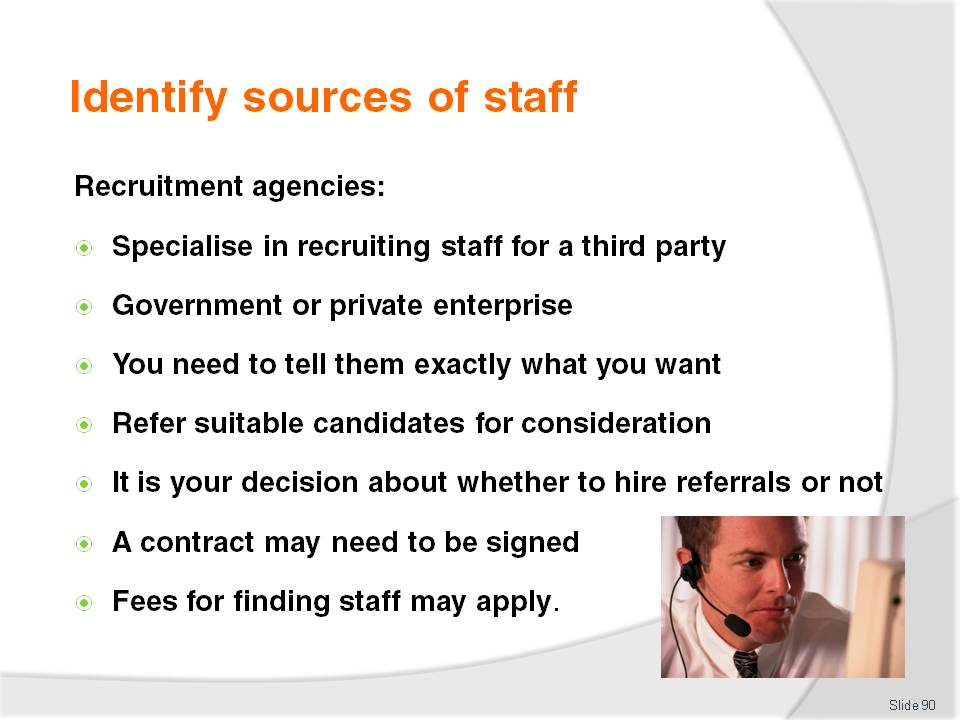 Identify sources of staff
Recruitment agencies:
Specialise in recruiting staff for a third party
Government or private enterprise
You need to tell them exactly what you want
Refer suitable candidates for consideration
It is your decision about whether to hire referrals or not
A contract may need to be signed
Fees for finding staff may apply.
Slide 90